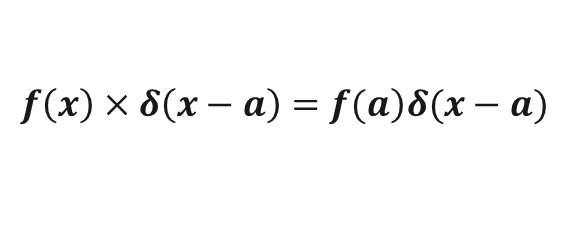 f(x) × δ(x − a) = f(a)δ(x − a)